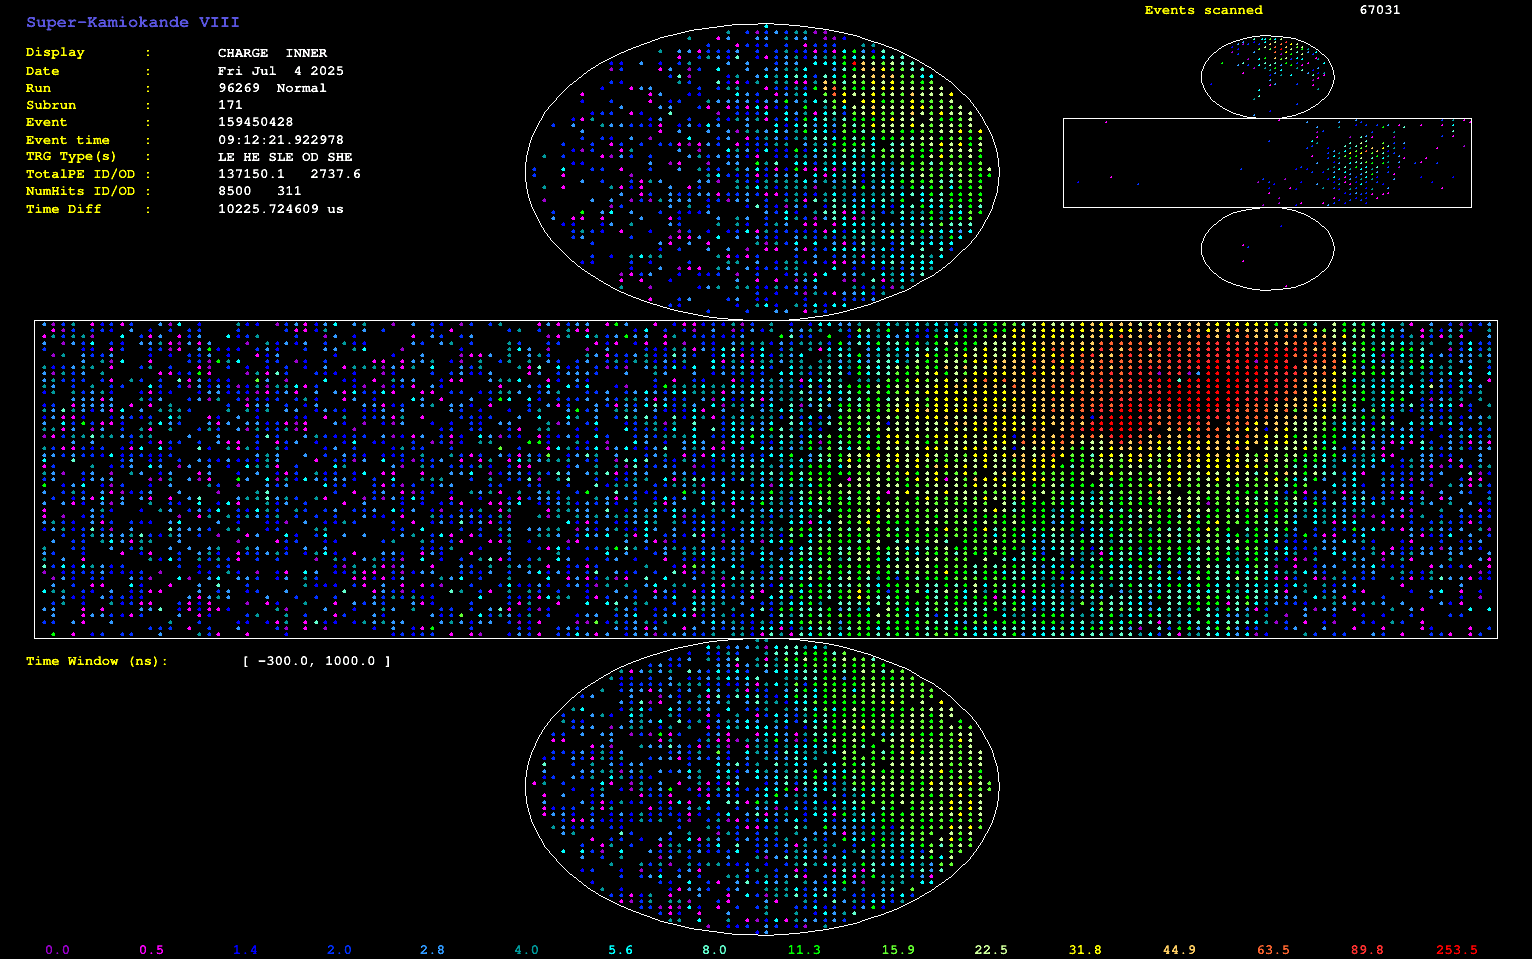 Super-Kamiokande VIII
Events scanned 67031
Display : CHARGE INNER
Date : Fri Jul 4 2025
Run : 96269 Normal
Subrun : 171
Event : 159450428
Event time : 09:12:21.922978
TRG Type(s) : LE HE SLE OD SHE
TotalPE ID/OD : 137150.1 2737.6
NumHits ID/OD : 8500 311
Time Diff : 10225.724609 us
Time Window (ns): [ -300.0, 1000.0 ]
0.0 0.5 1.4 2.0 2.8 4.0 5.6 8.0 11.3 15.9 22.5 31.8 44.9 63.5 89.8 253.5